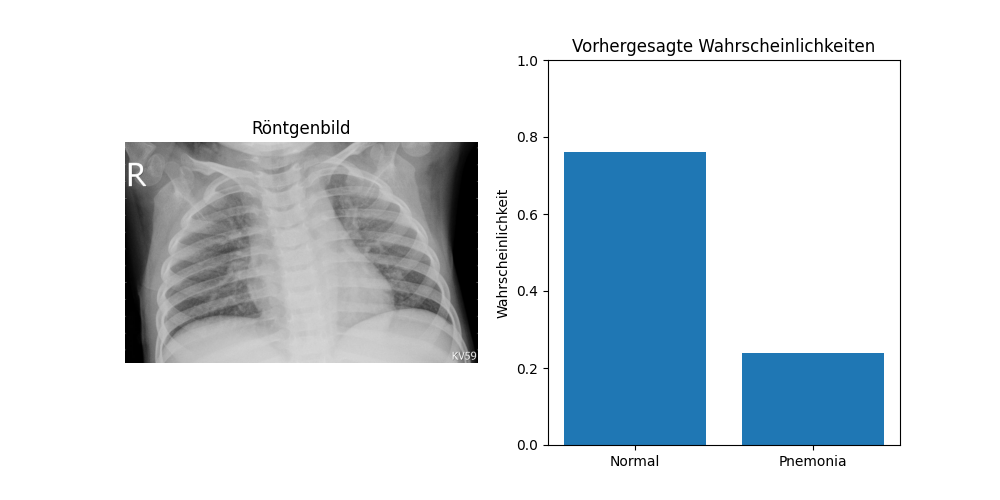 Röntgenbild
R
KV59
Vorhergesagte Wahrscheinlichkeiten
Wahrscheinlichkeit
1.0
0.8
0.6
0.4
0.2
0.0
Normal
Pnemonia